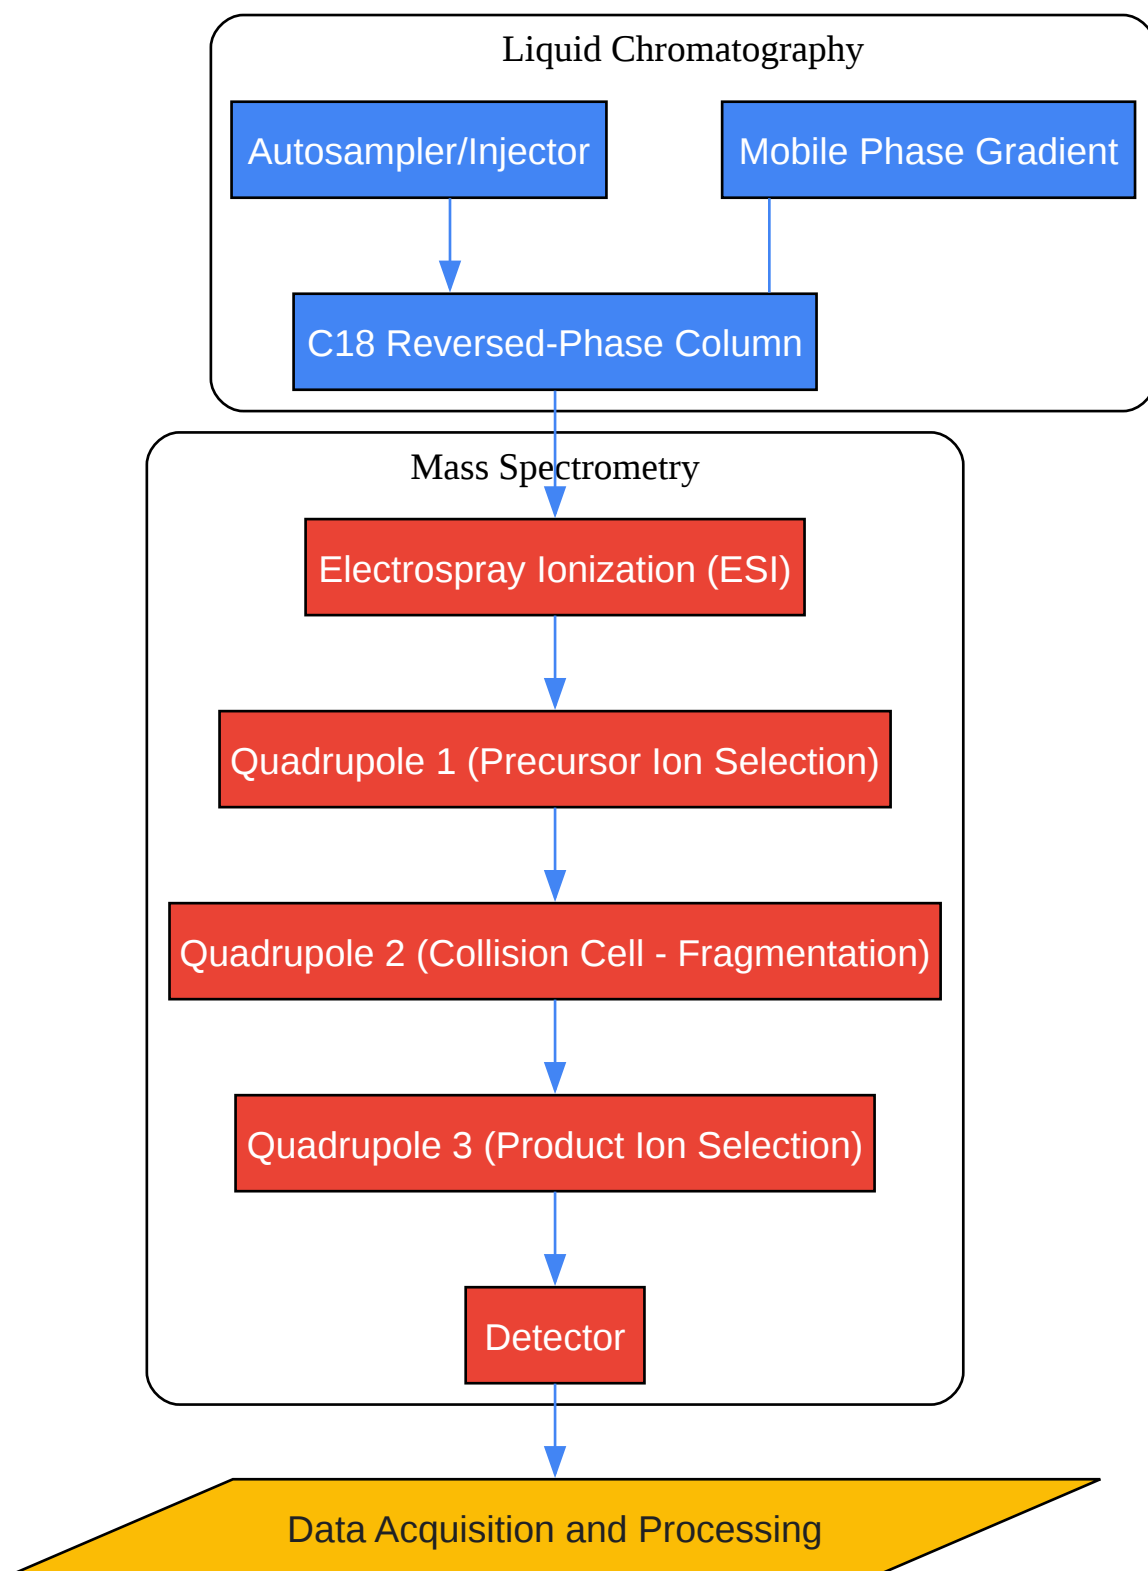 Liquid Chromatography
Autosampler/Injector
Mobile Phase Gradient
C18 Reversed-Phase Column
Mass Spectrometry
Electrospray Ionization (ESI)
Quadrupole 1 (Precursor Ion Selection)
Quadrupole 2 (Collision Cell - Fragmentation)
Quadrupole 3 (Product Ion Selection)
Detector
Data Acquisition and Processing